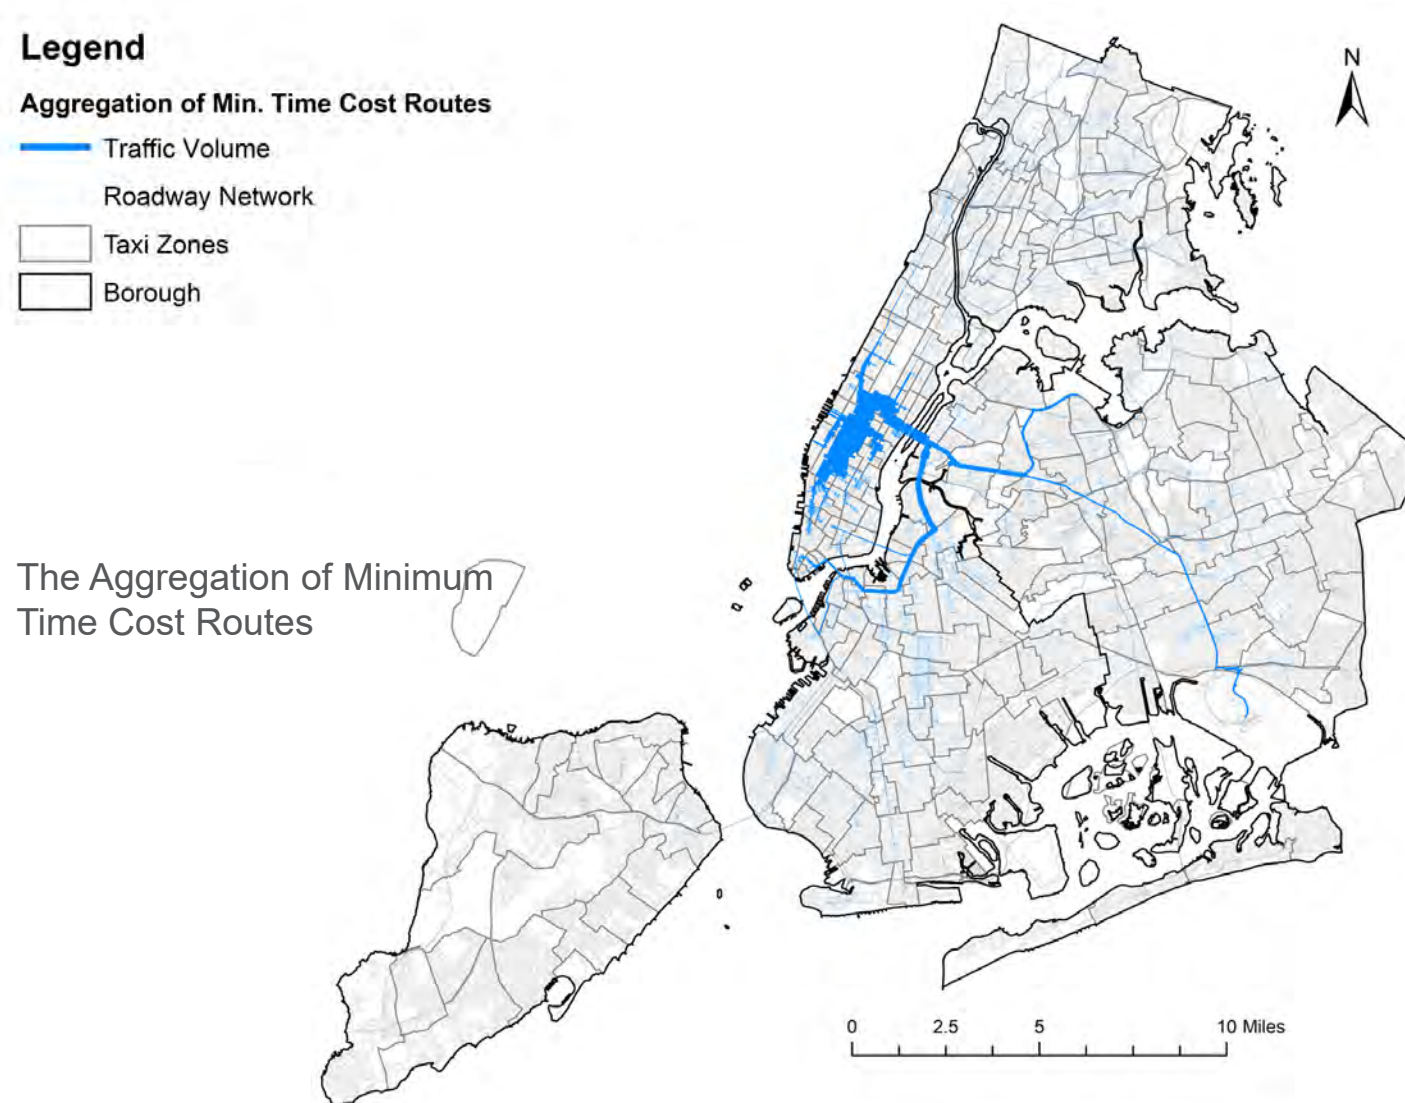 Legend
Aggregation of Min. Time Cost Routes
Traffic Volume
Roadway Network
Taxi Zones
Borough
N
The Aggregation of Minimum
Time Cost Routes
0 2.5 5 10 Miles